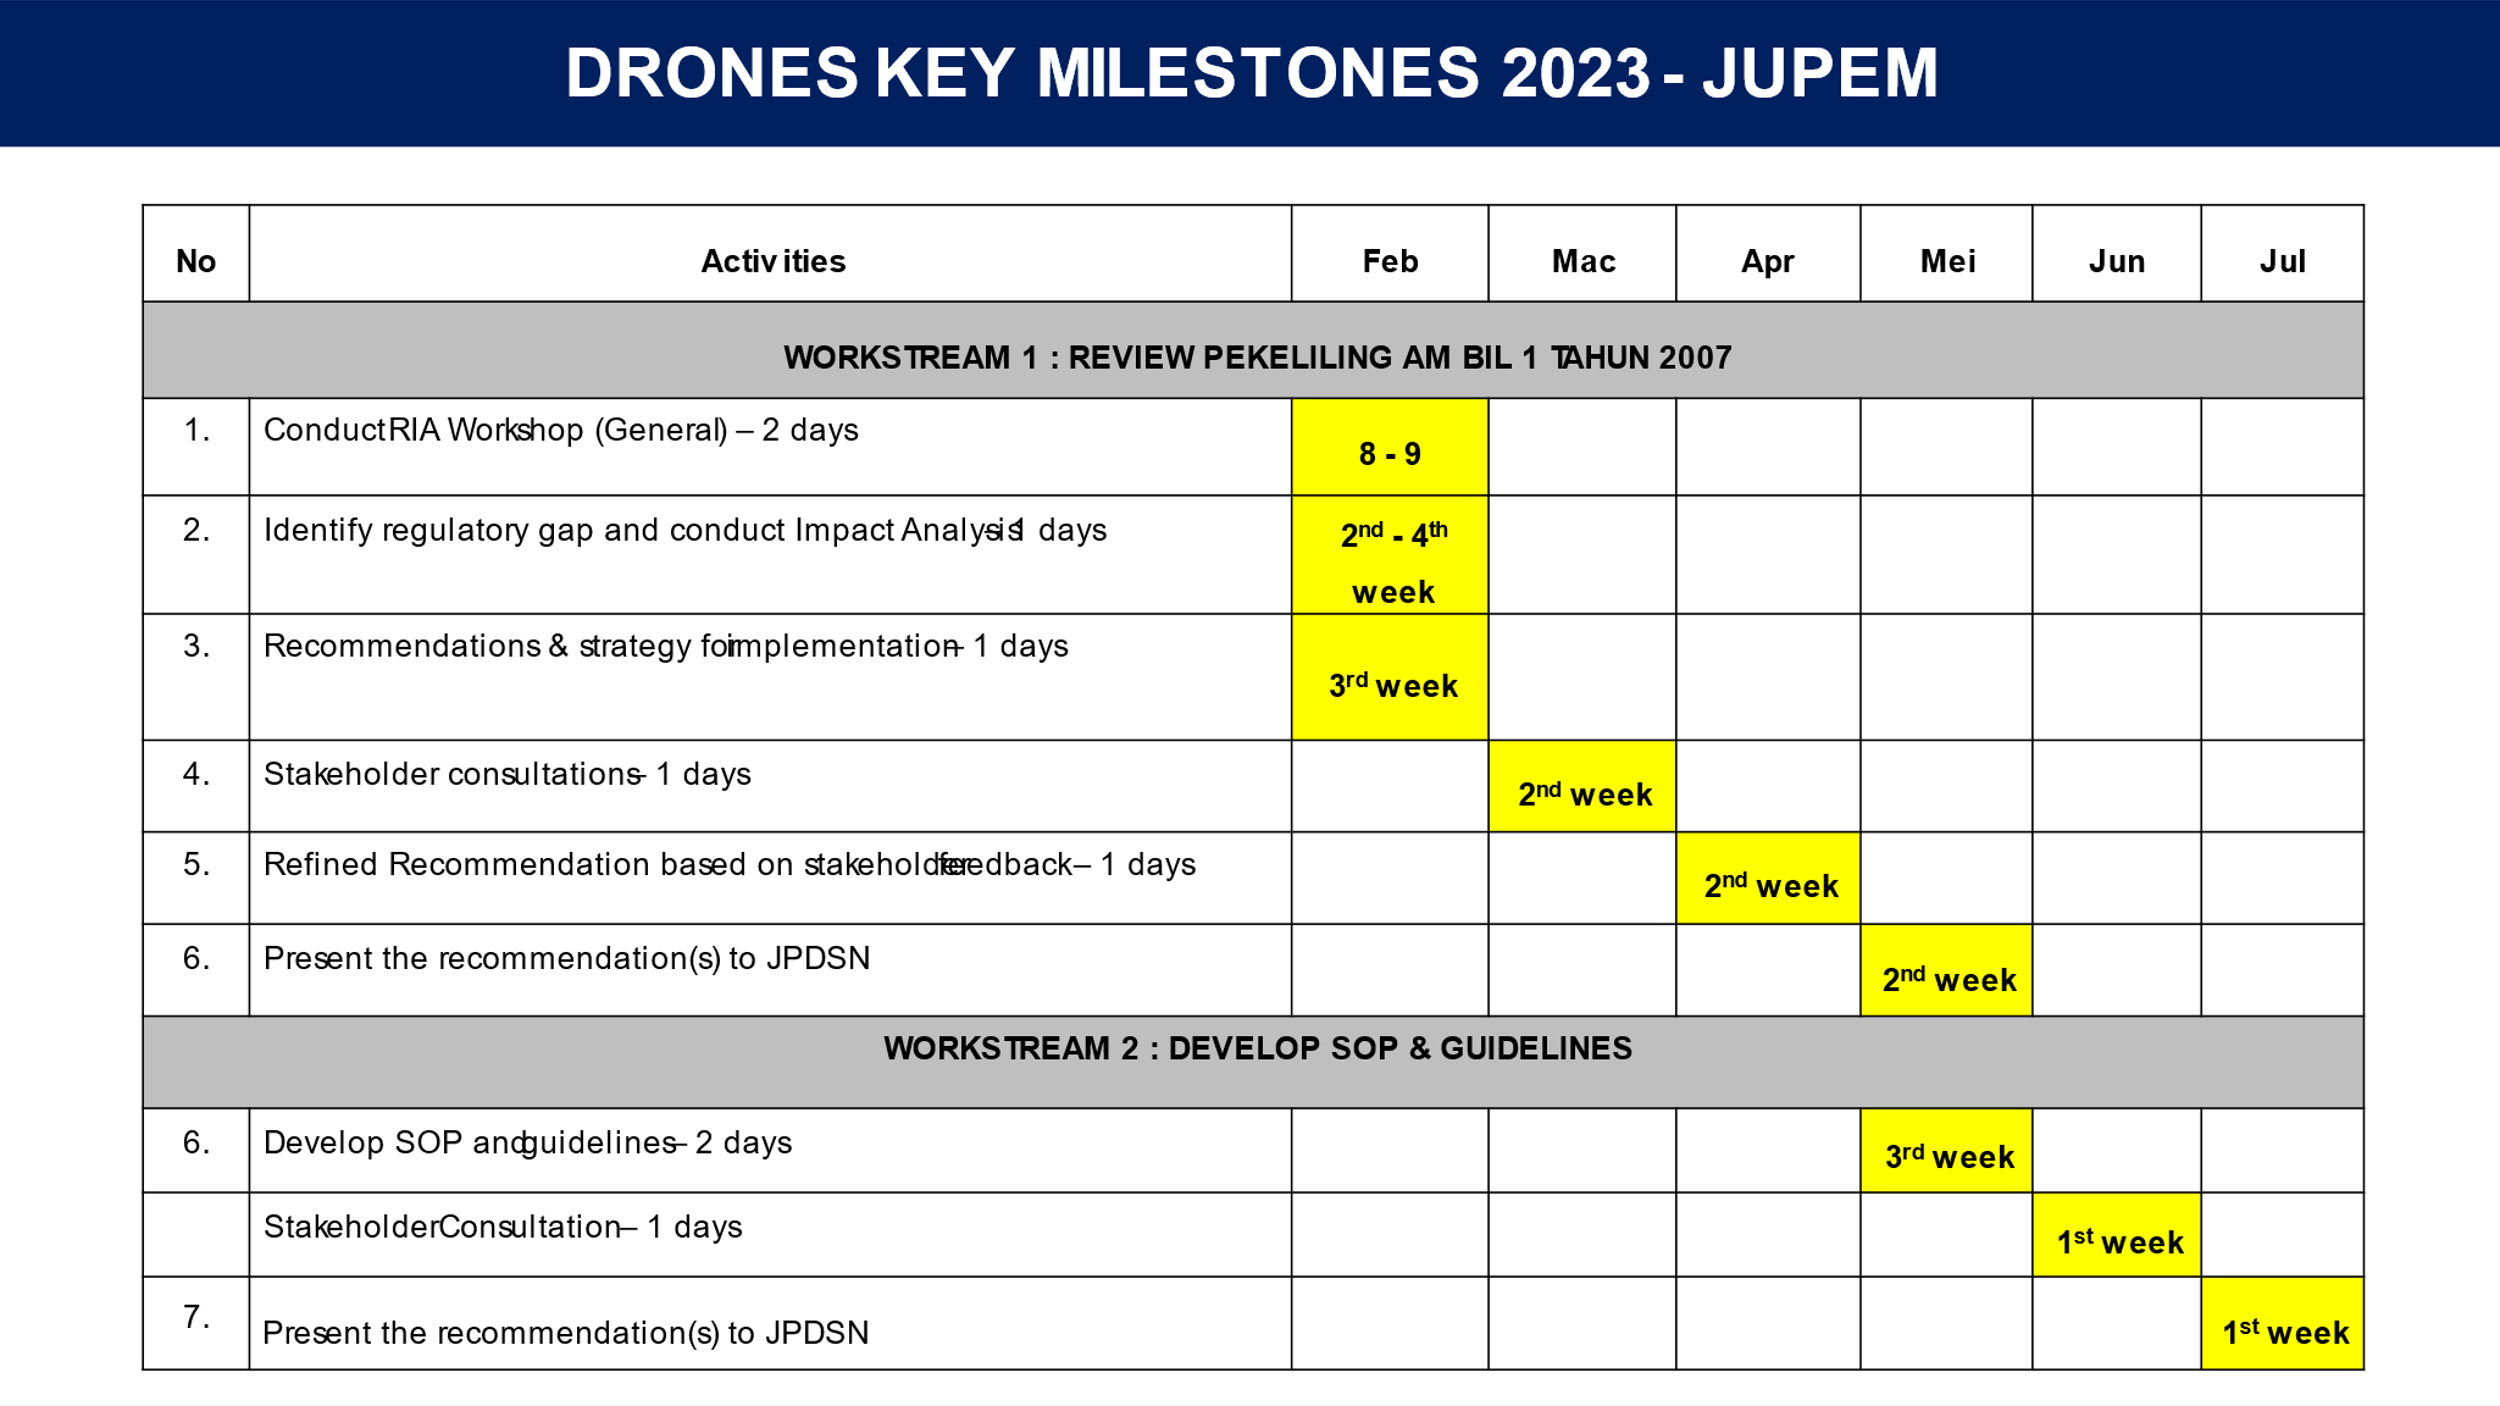 DRONES KEY MILESTONES 2023 - JUPEM
No Activities Feb Mac Apr Mei Jun Jul
WORKSTREAM 1 : REVIEW PEKELILING AM BIL 1 TAHUN 2007
1. Conduct RIA Workshop (General) – 2 days 8 - 9
2. Identify regulatory gap and conduct Impact Analysis – 1 days 2nd - 4th
week
3. Recommendations & strategy for implementation – 1 days 3rd week
4. Stakeholder consultations – 1 days 2nd week
5. Refined Recommendation based on stakeholder feedback – 1 days 2nd week
6. Present the recommendation(s) to JPDSN 2nd week
WORKSTREAM 2 : DEVELOP SOP & GUIDELINES
6. Develop SOP and guidelines – 2 days 3rd week
Stakeholder Consultation – 1 days 1st week
7. Present the recommendation(s) to JPDSN 1st week